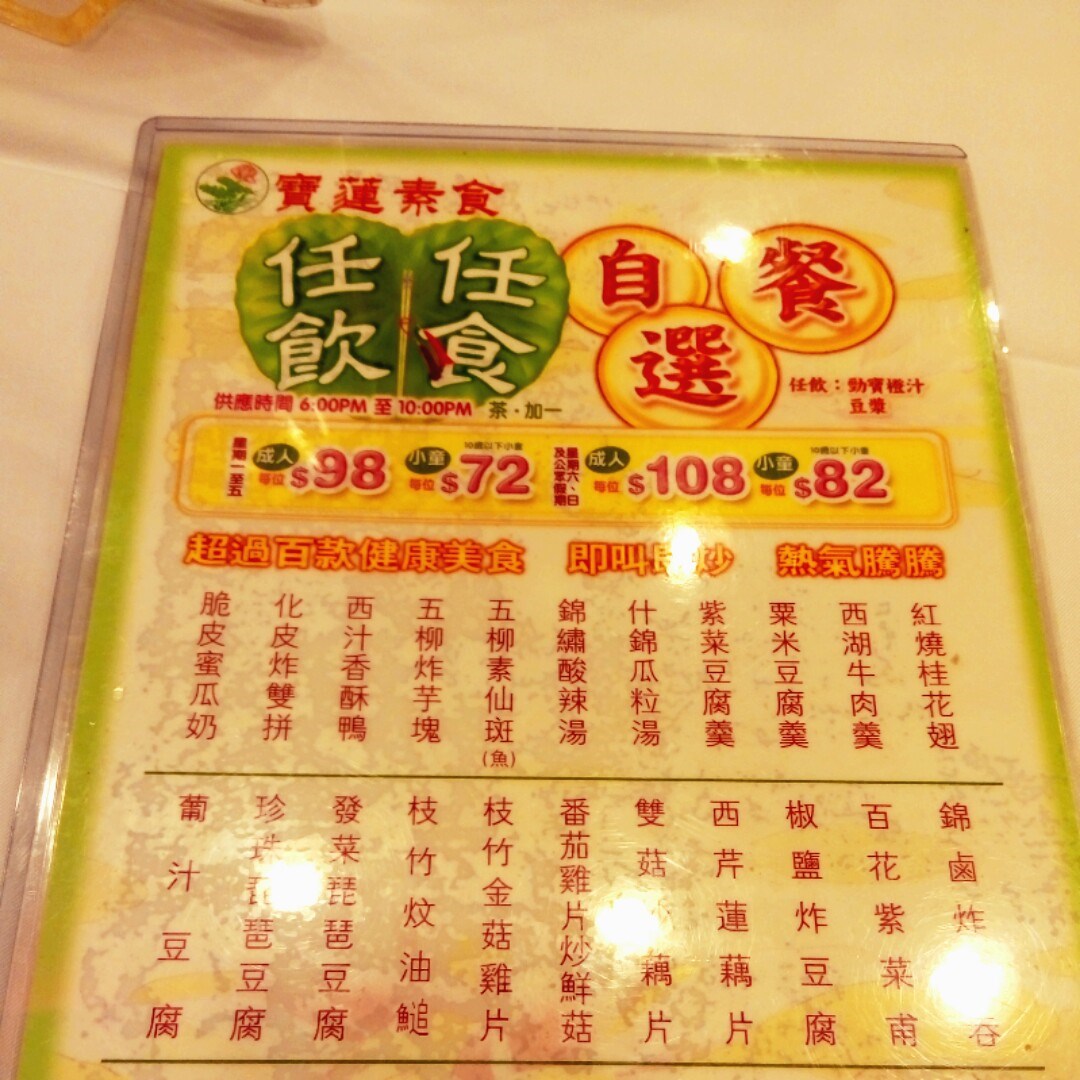 寶蓮素食
任飲
任食
自選餐
任飲：勁寶橙汁
豆漿
供應時間 6:00PM 至 10:00PM 茶·加一
星期一至五
成人
每位 $98
10歲以下小童
小童
每位 $72
星期六、日
及公眾假期
成人
每位 $108
10歲以下小童
小童
每位 $82
超過百款健康美食 即叫即炒 熱氣騰騰
紅燒桂花翅
西湖牛肉羹
粟米豆腐羹
紫菜豆腐羹
什錦瓜粒湯
錦繡酸辣湯
五柳素仙斑(魚)
五柳炸芋塊
西汁香酥鴨
化皮炸雙拼
脆皮蜜瓜奶
錦鹵炸吞
百花紫菜甫
椒鹽炸豆腐
西芹蓮藕片
雙菇藕片
番茄雞片炒鮮菇
枝竹金菇雞片
枝竹炆油䱽
發菜琵琶豆腐
珍珠琵琶豆腐
葡汁豆腐